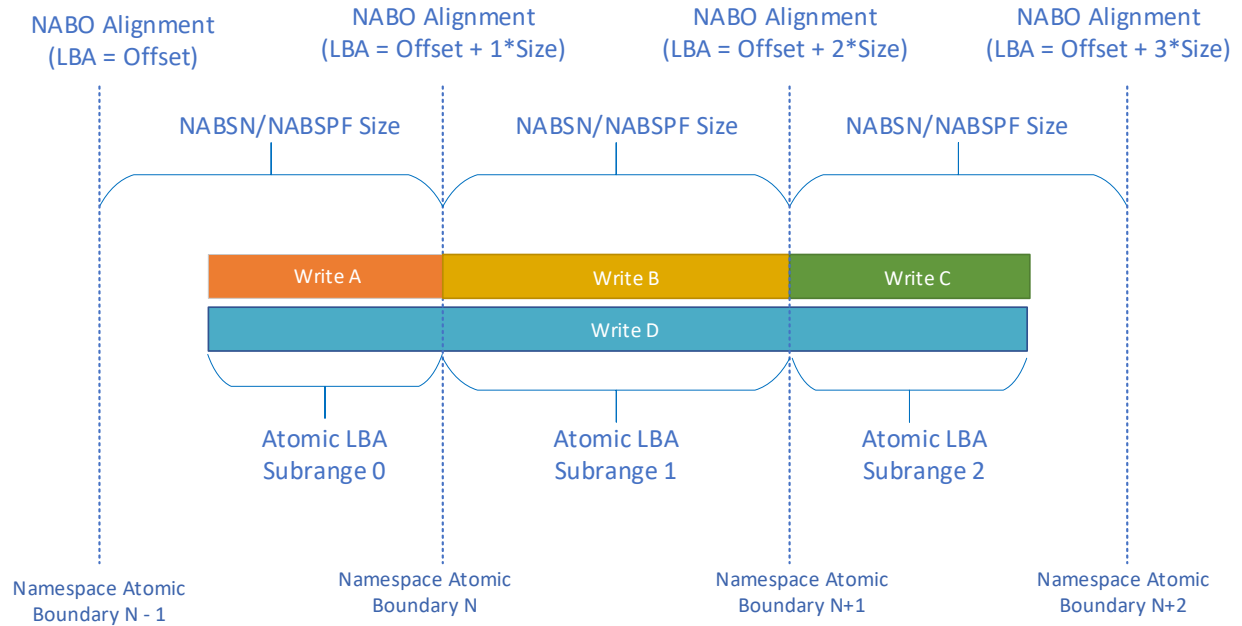 NABO Alignment
(LBA = Offset)
NABO Alignment
(LBA = Offset + 1*Size)
NABO Alignment
(LBA = Offset + 2*Size)
NABO Alignment
(LBA = Offset + 3*Size)
NABSN/NABSPF Size
NABSN/NABSPF Size
NABSN/NABSPF Size
Write A
Write B
Write C
Write D
Atomic LBA
Subrange 0
Atomic LBA
Subrange 1
Atomic LBA
Subrange 2
Namespace Atomic
Boundary N - 1
Namespace Atomic
Boundary N
Namespace Atomic
Boundary N+1
Namespace Atomic
Boundary N+2